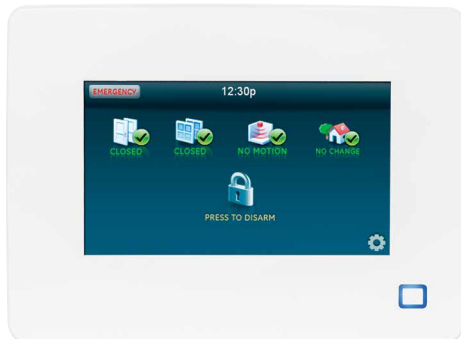 EMERGENCY
12:30p
CLOSED
CLOSED
NO MOTION
NO CHANGE
PRESS TO DISARM